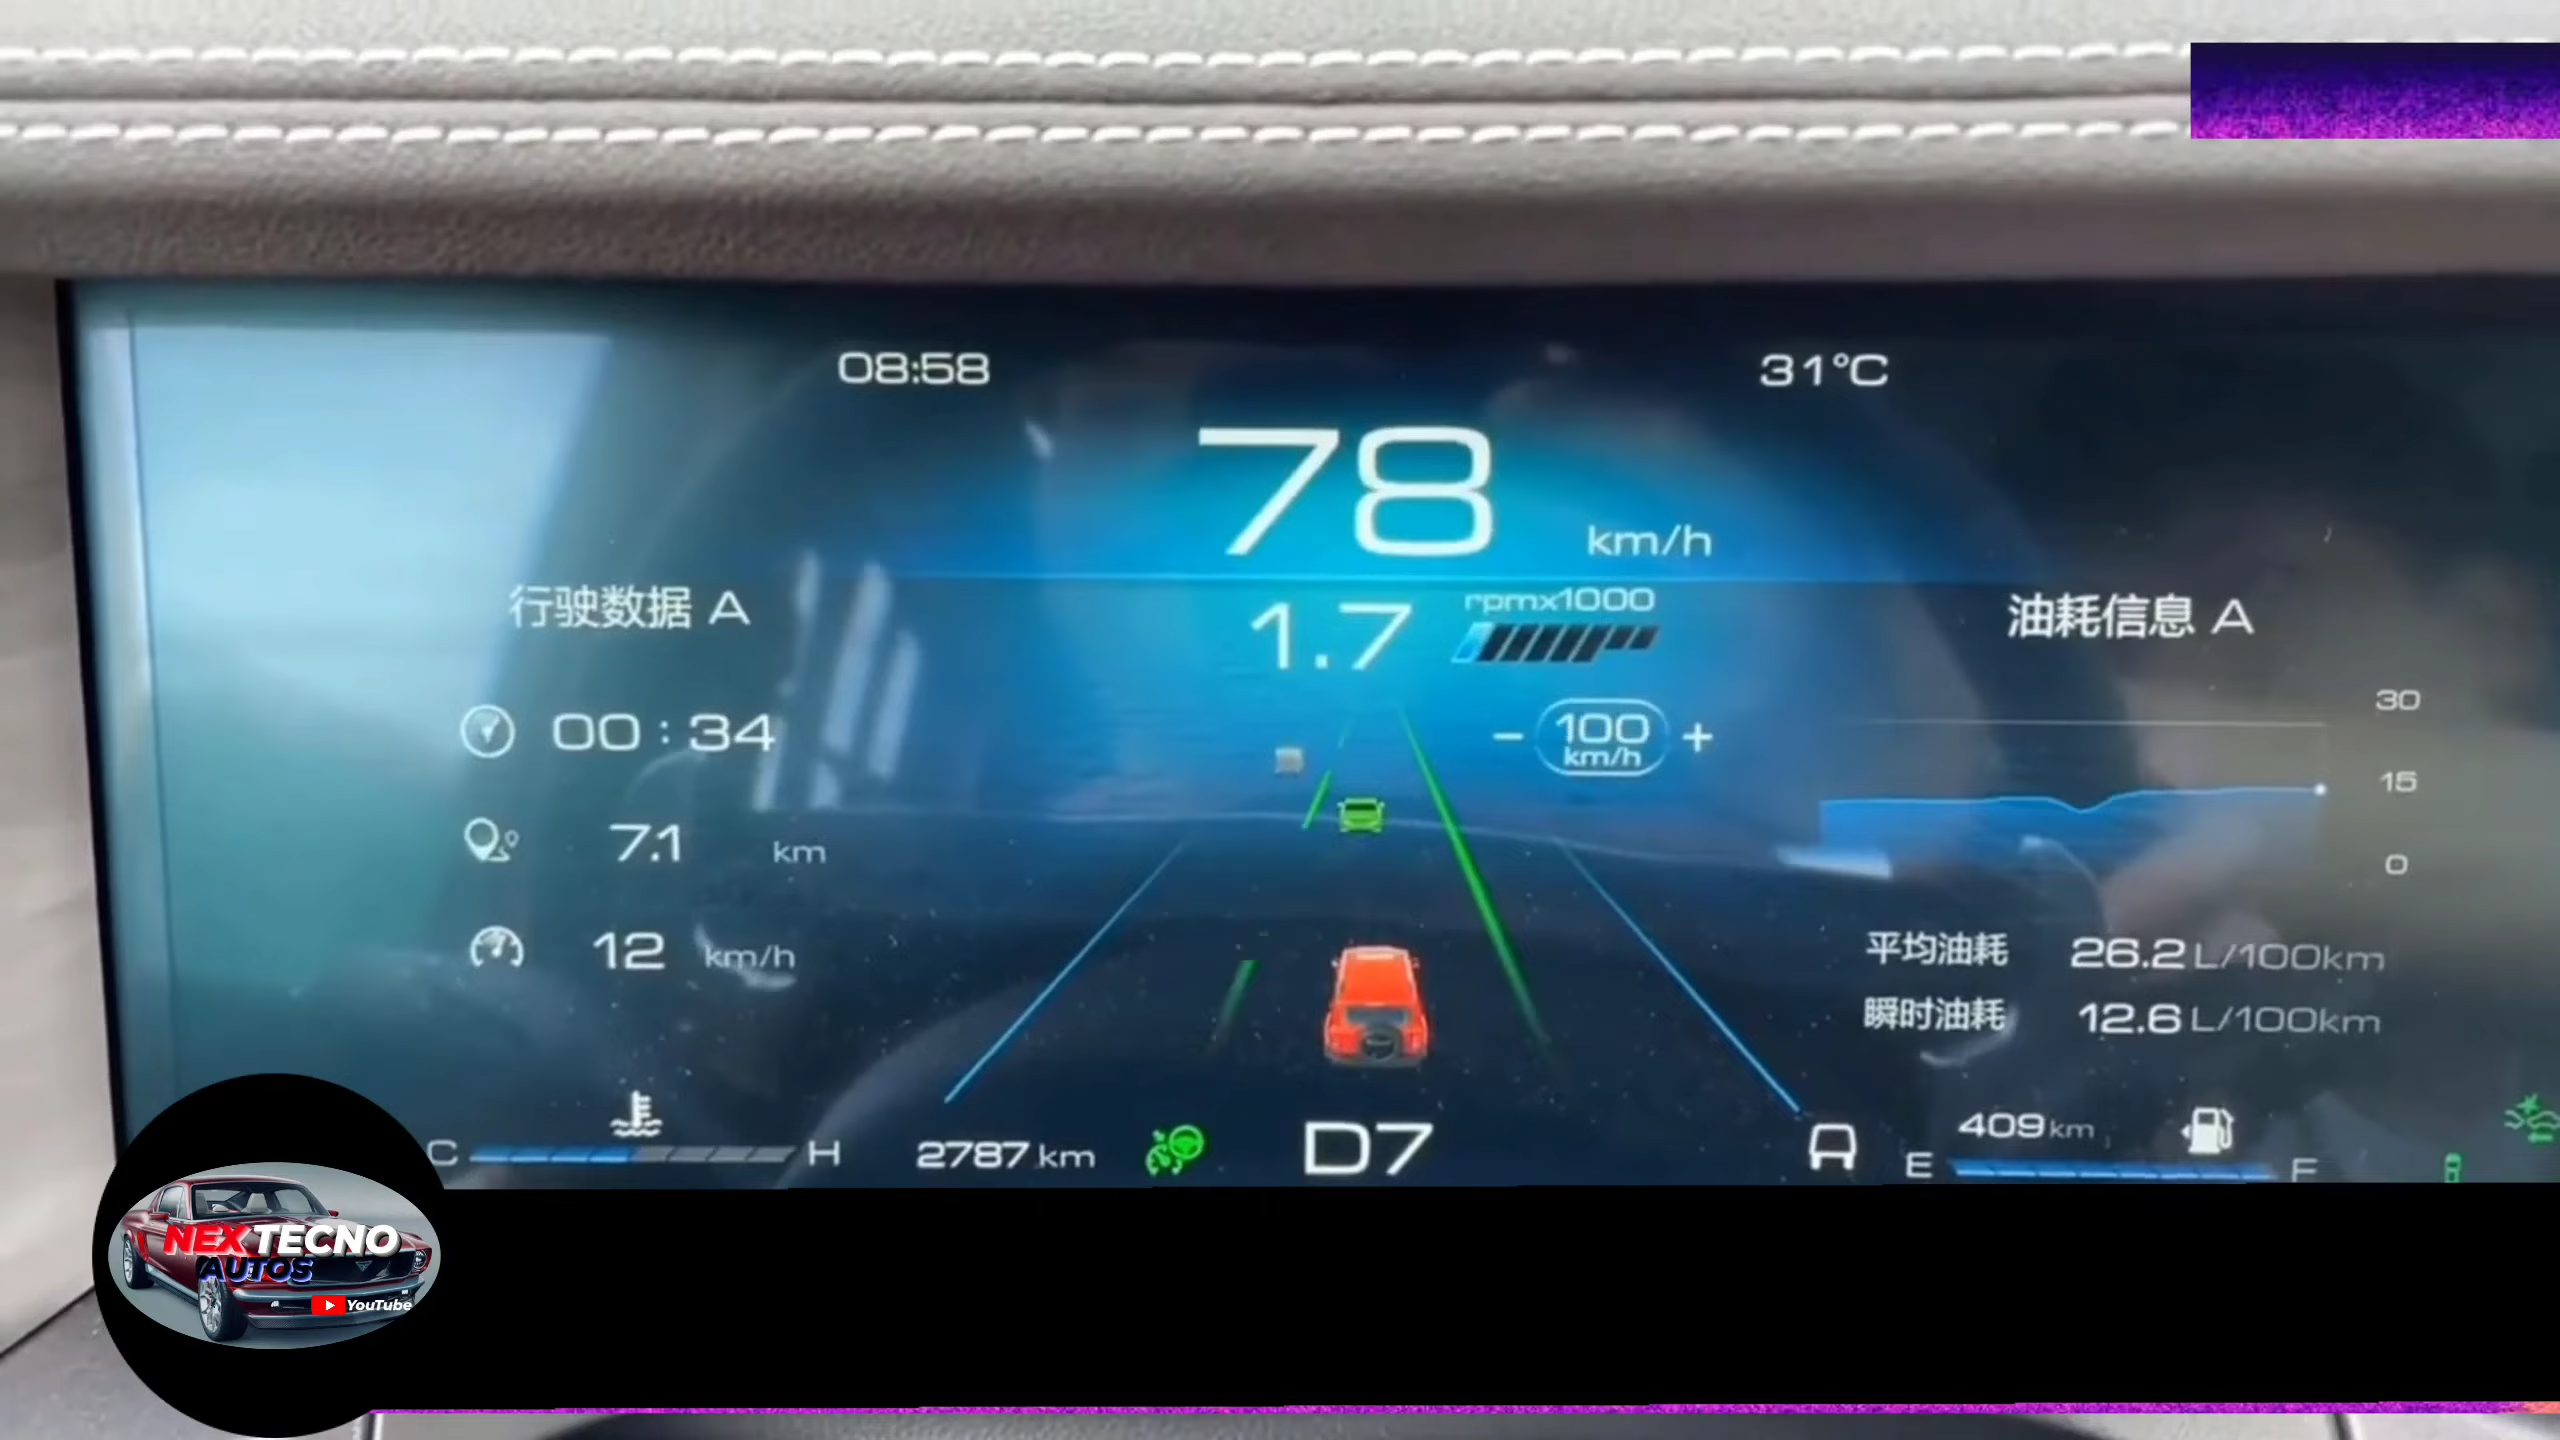 08:58
31°C
78 km/h
1.7 rpmx1000
行驶数据 A
油耗信息 A
00:34
- 100 km/h +
30
15
0
7.1 km
12 km/h
平均油耗 26.2 L/100km
瞬时油耗 12.6 L/100km
C H
2787 km
D7
409 km
E F
NEXTECNO
AUTOS
YouTube